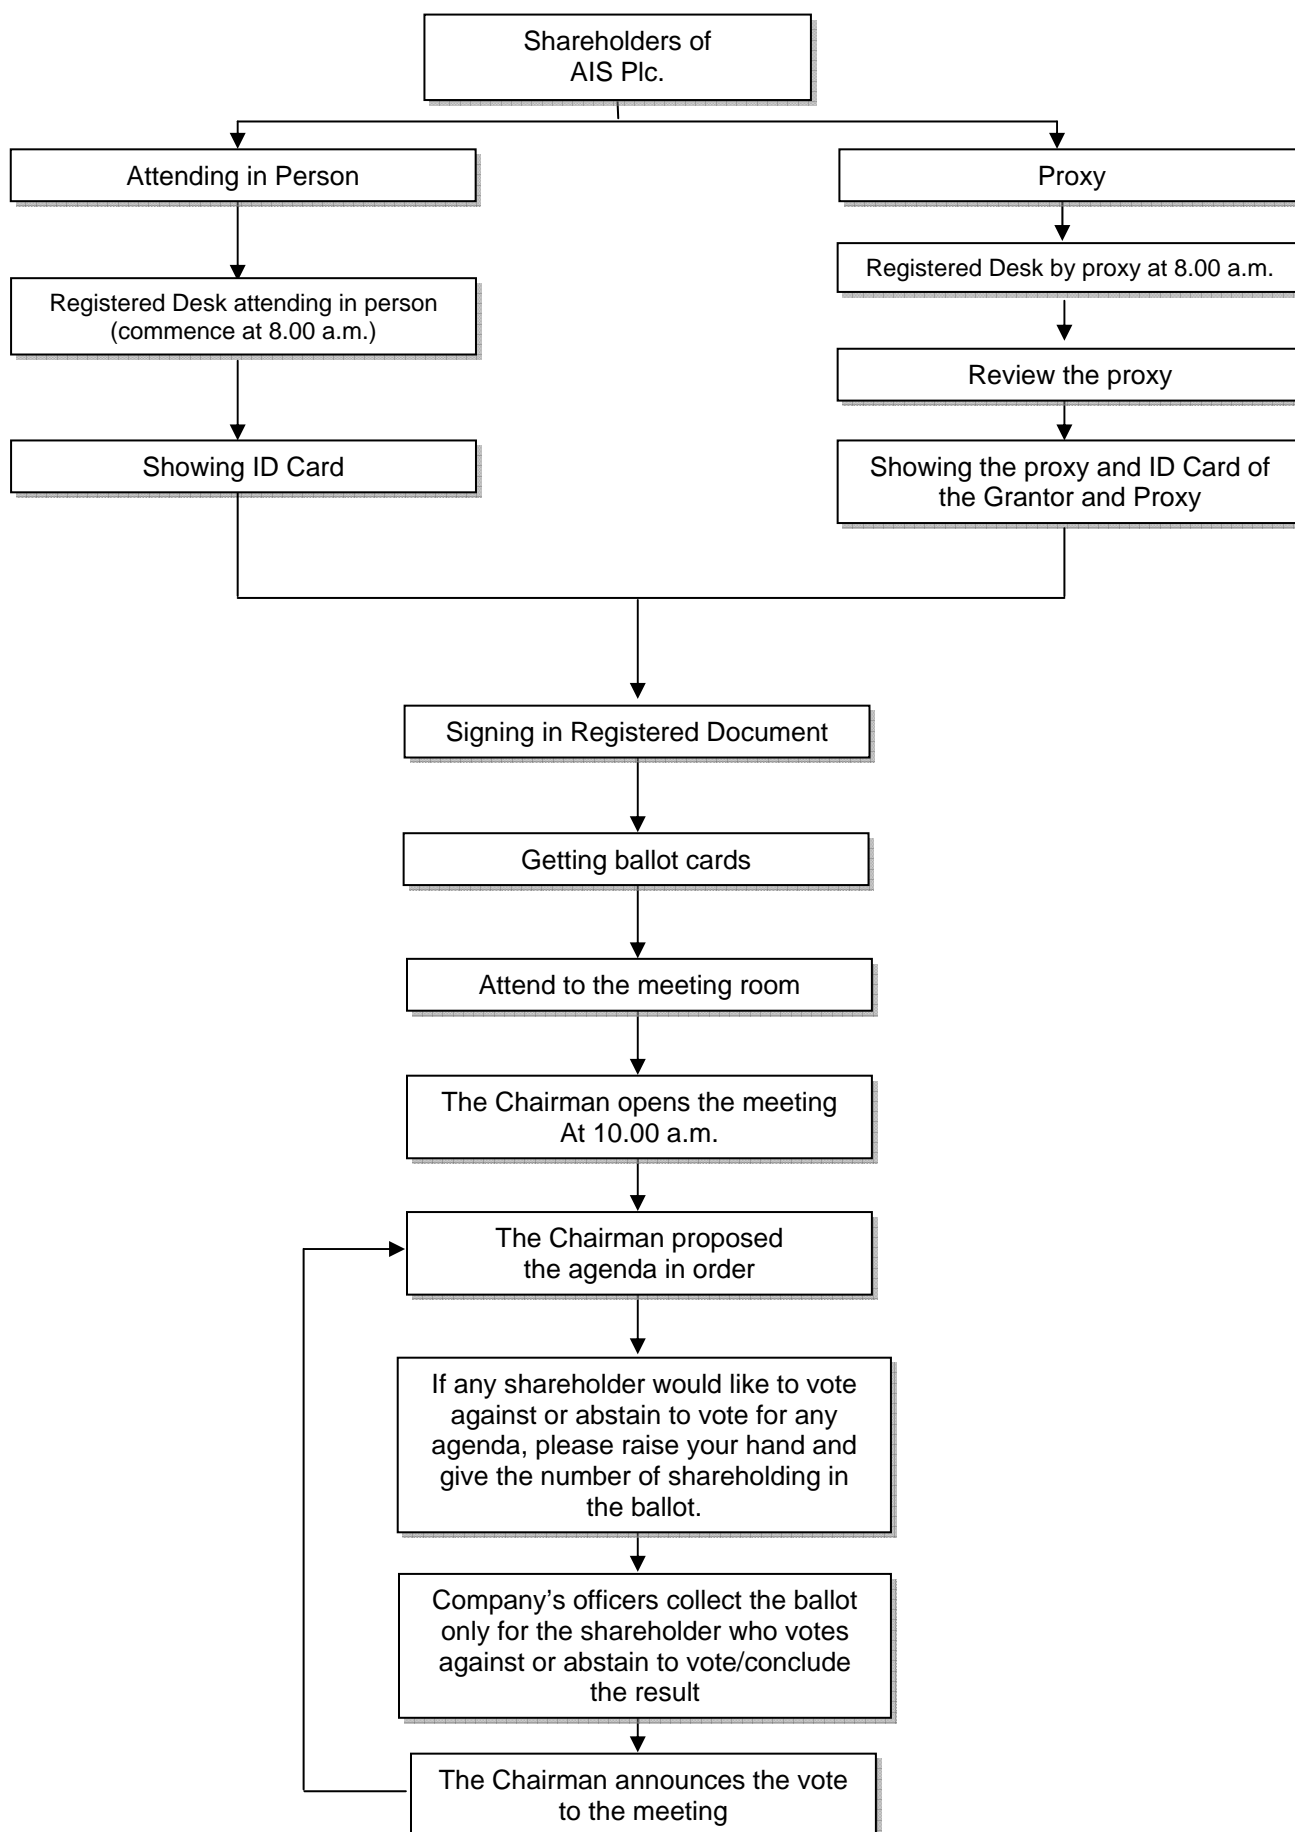 Shareholders of
AIS Plc.
Attending in Person
Proxy
Registered Desk attending in person
(commence at 8.00 a.m.)
Registered Desk by proxy at 8.00 a.m.
Review the proxy
Showing ID Card
Showing the proxy and ID Card of
the Grantor and Proxy
Signing in Registered Document
Getting ballot cards
Attend to the meeting room
The Chairman opens the meeting
At 10.00 a.m.
The Chairman proposed
the agenda in order
If any shareholder would like to vote
against or abstain to vote for any
agenda, please raise your hand and
give the number of shareholding in
the ballot.
Company’s officers collect the ballot
only for the shareholder who votes
against or abstain to vote/conclude
the result
The Chairman announces the vote
to the meeting